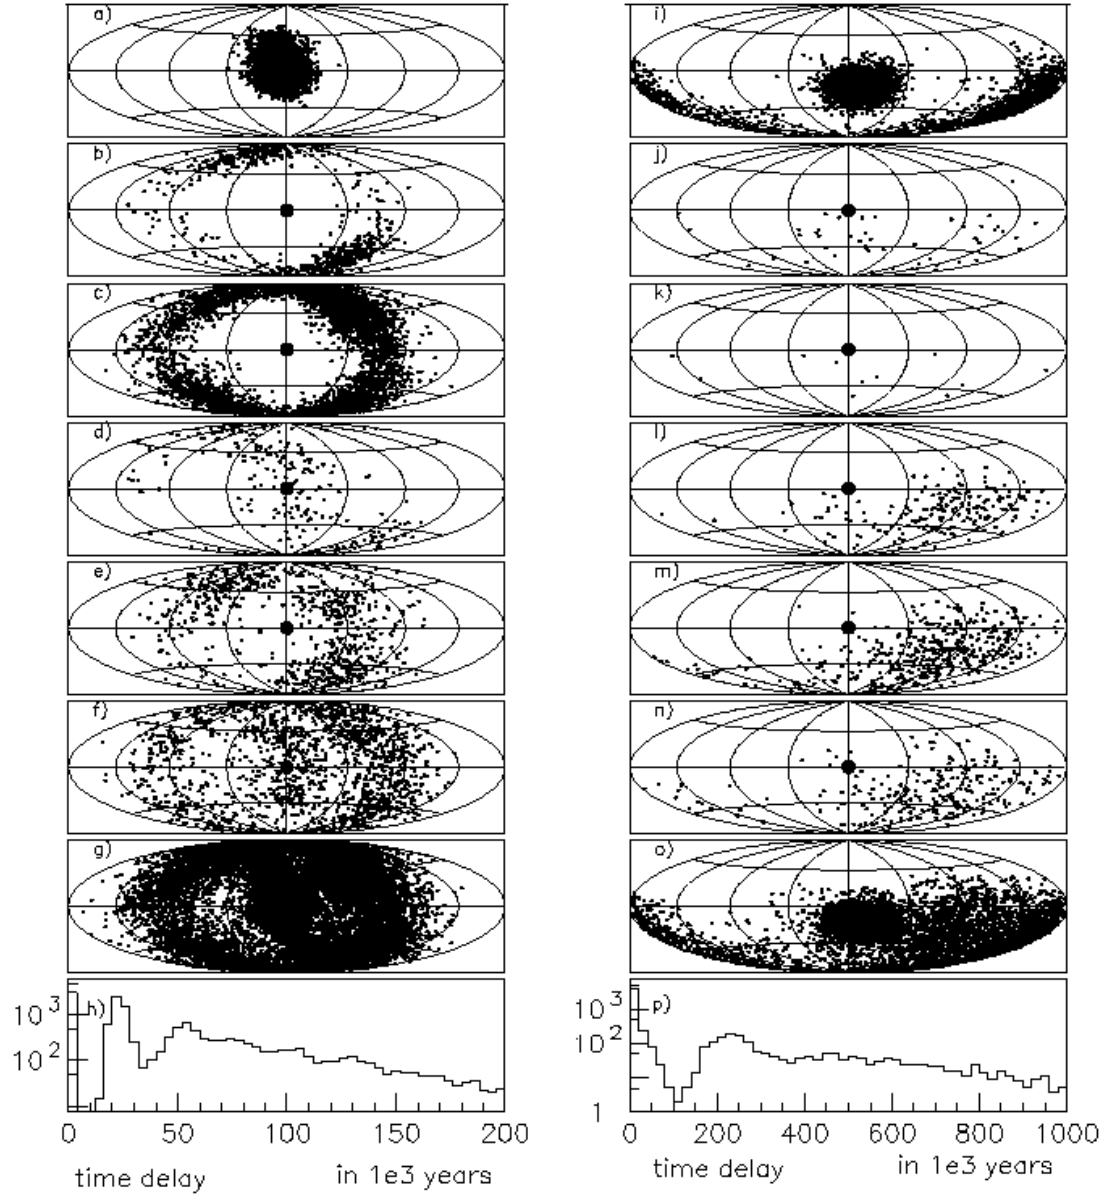 a)
b)
c)
d)
e)
f)
g)
h)
10^3
10^2
0 50 100 150 200
time delay in 1e3 years
i)
j)
k)
l)
m)
n)
o)
p)
10^3
10^2
1
0 200 400 600 800 1000
time delay in 1e3 years